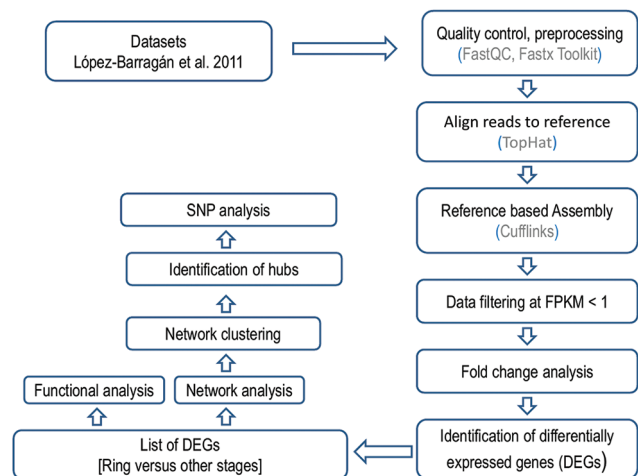 Datasets
López-Barragán et al. 2011
Quality control, preprocessing
(FastQC, Fastx Toolkit)
Align reads to reference
(TopHat)
Reference based Assembly
(Cufflinks)
Data filtering at FPKM < 1
Fold change analysis
Identification of differentially
expressed genes (DEGs)
List of DEGs
[Ring versus other stages]
Functional analysis
Network analysis
Network clustering
Identification of hubs
SNP analysis